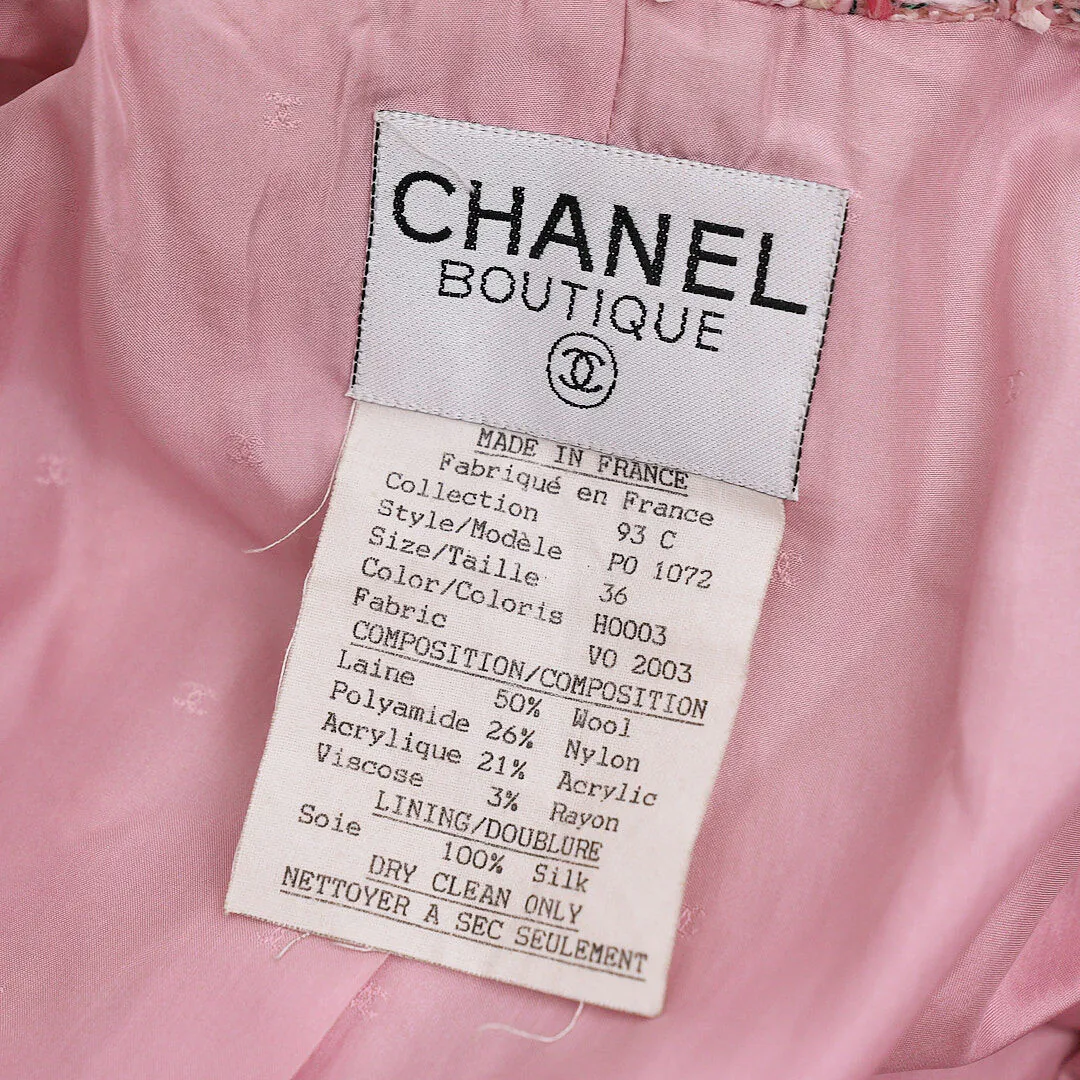 CHANEL
BOUTIQUE
MADE IN FRANCE
Fabriqué en France
Collection 93 C
Style/Modèle PO 1072
Size/Taille 36
Color/Coloris H0003
Fabric VO 2003
COMPOSITION/COMPOSITION
Laine 50% Wool
Polyamide 26% Nylon
Acrylique 21% Acrylic
Viscose 3% Rayon
LINING/DOUBLURE
Soie 100% Silk
DRY CLEAN ONLY
NETTOYER A SEC SEULEMENT